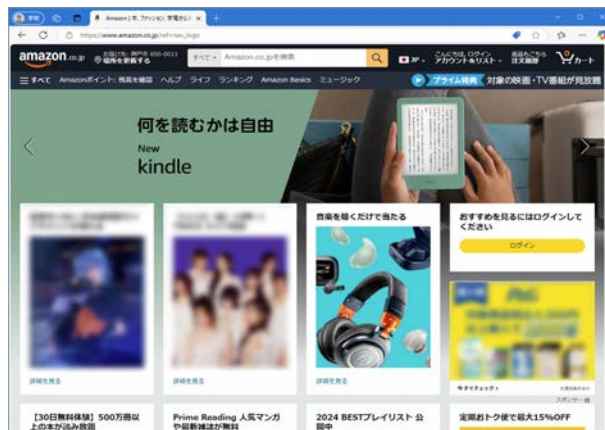 学校
Amazon | 本, ファッション, 家電から
https://www.amazon.co.jp/ref=nav_logo
amazon.co.jp
場所を更新する
すべて
Amazon.co.jpを検索
JP
こんにちは, ログイン
アカウント&リスト
返品もこちら
注文履歴
カート
すべて
Amazonポイント: 残高を確認
ヘルプ
ライフ
ランキング
Amazon Basics
ミュージック
プライム特典
対象の映画・TV番組が見放題
何を読むかは自由
New
kindle
音楽を聴くだけで当たる
おすすめを見るにはログインして
ください
ログイン
詳細を見る
詳細を見る
詳細を見る
今すぐチェック
スポンサー
【30日無料体験】500万冊以
上の本が読み放題
Prime Reading 人気マンガ
や最新雑誌が無料
2024 BESTプレイリスト 公
開中
定期おトク便で最大15%OFF